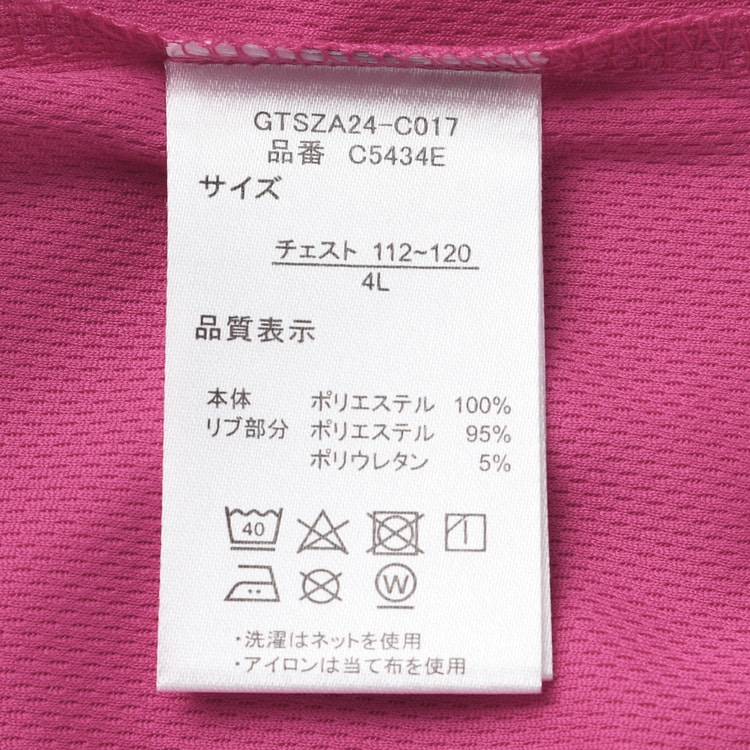 GTSZA24-C017
品番 C5434E
サイズ
チェスト 112~120
4L
品質表示
本体 ポリエステル 100%
リブ部分 ポリエステル 95%
ポリウレタン 5%
40
W
・洗濯はネットを使用
・アイロンは当て布を使用